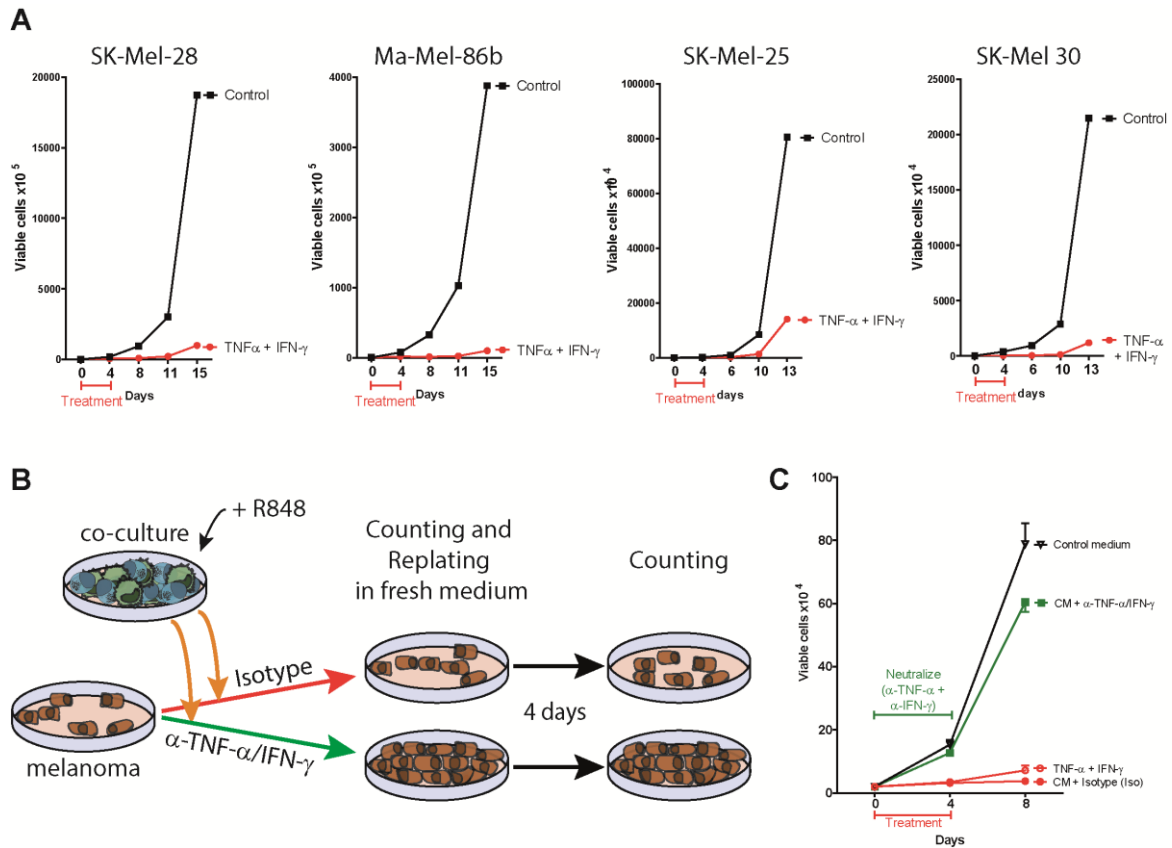 A
SK-Mel-28
Viable cells x10 5
20000
15000
10000
5000
0
Control
TNFα + IFN-γ
0 4 8 11 15
Treatment Days
Ma-Mel-86b
Viable cells x10 5
4000
3000
2000
1000
0
Control
TNFα + IFN-γ
0 4 8 11 15
Treatment Days
SK-Mel-25
Viable cells x10 4
100000
80000
60000
40000
20000
0
Control
TNF-α + IFN-γ
0 4 6 10 13
Treatment days
SK-Mel 30
Viable cells x10 4
25000
20000
15000
10000
5000
0
Control
TNF-α
+ IFN-γ
0 4 6 10 13
Treatment days
B
+ R848
co-culture
Counting and
Replating
in fresh medium
Counting
Isotype
4 days
α-TNF-α/IFN-γ
melanoma
C
Viable cells x10⁴
100
80
60
40
20
0
Control medium
CM + α-TNF-α/IFN-γ
Neutralize
(α-TNF-α +
α-IFN-γ)
TNF-α + IFN-γ
CM + Isotype (Iso)
0 4 8
Treatment
Days